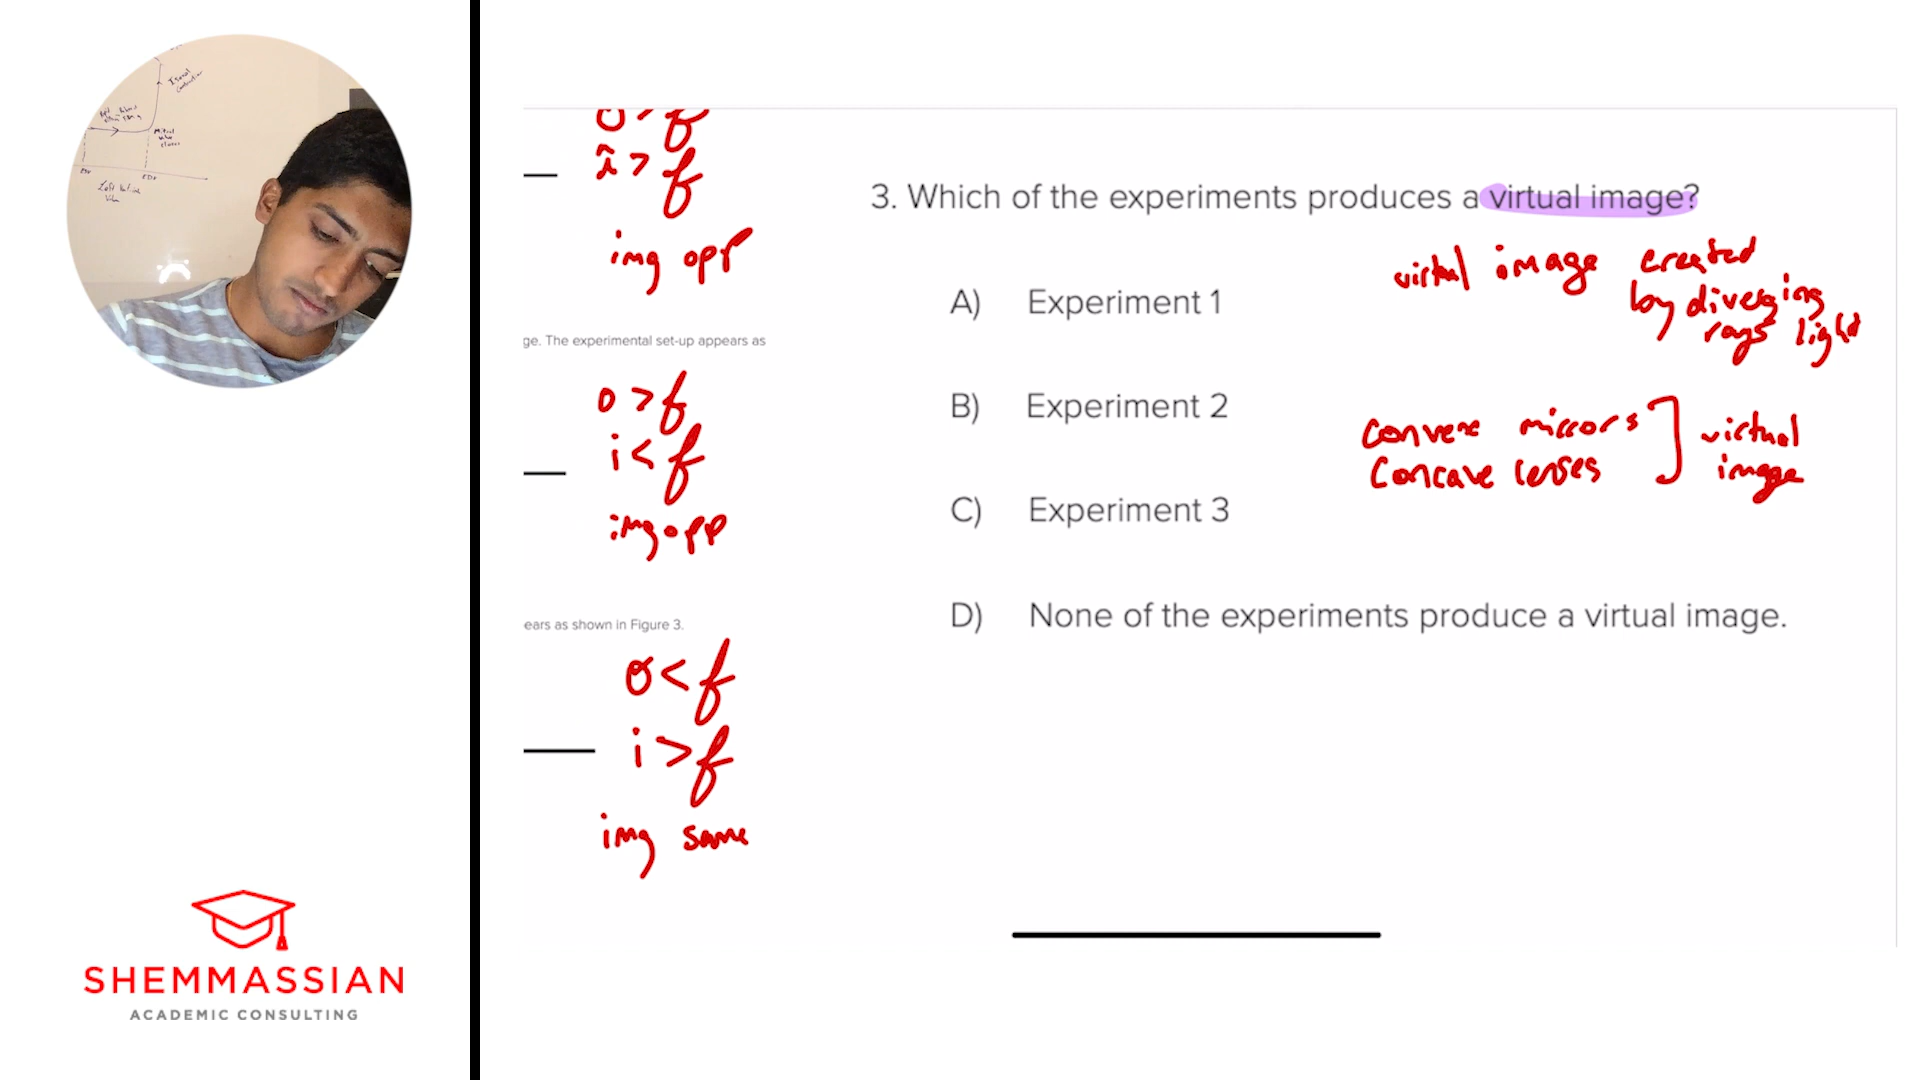 o > f
i > f
img opp
ge. The experimental set-up appears as
o > f
i < f
img opp
ears as shown in Figure 3.
o < f
i > f
img same
3. Which of the experiments produces a virtual image?
virtual image created
by diverging
rays light
A) Experiment 1
B) Experiment 2
convex mirrors
concave lenses
virtual
image
C) Experiment 3
D) None of the experiments produce a virtual image.
SHEMMASSIAN
ACADEMIC CONSULTING